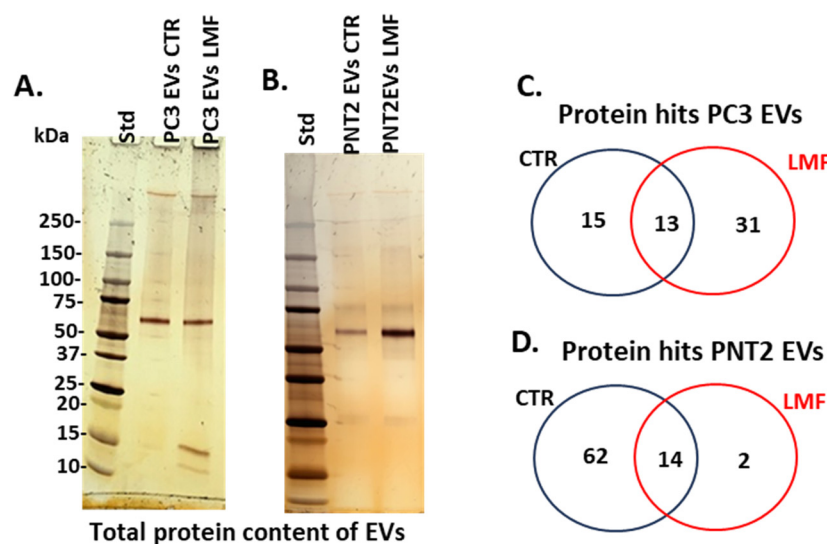 A.
kDa
Std
PC3 EVs CTR
PC3 EVs LMF
250-
150-
100-
75-
50-
37-
25-
20-
15-
10-
B.
Std
PNT2 EVs CTR
PNT2EVs LMF
Total protein content of EVs
C.
Protein hits PC3 EVs
CTR
LMF
15
13
31
D.
Protein hits PNT2 EVs
CTR
LMF
62
14
2